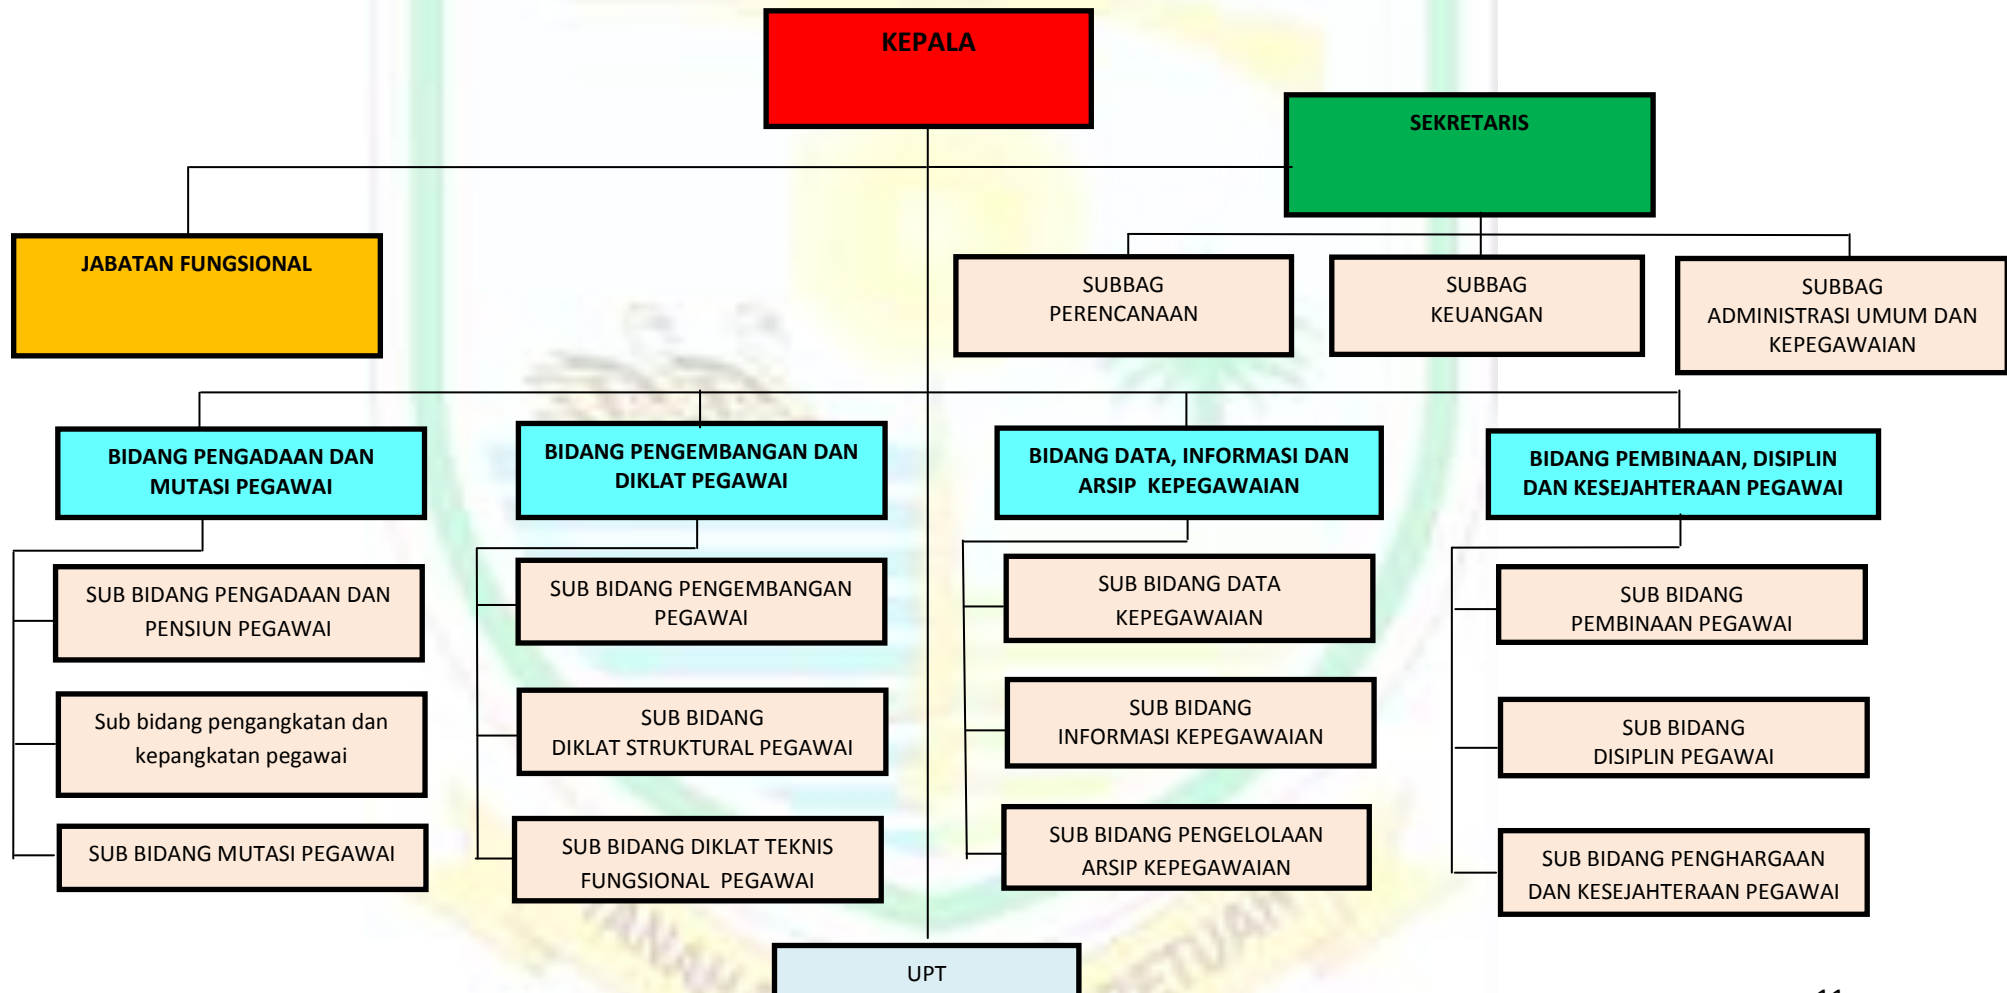 KEPALA
SEKRETARIS
JABATAN FUNGSIONAL
SUBBAG
PERENCANAAN
SUBBAG
KEUANGAN
SUBBAG
ADMINISTRASI UMUM DAN
KEPEGAWAIAN
BIDANG PENGADAAN DAN
MUTASI PEGAWAI
BIDANG PENGEMBANGAN DAN
DIKLAT PEGAWAI
BIDANG DATA, INFORMASI DAN
ARSIP KEPEGAWAIAN
BIDANG PEMBINAAN, DISIPLIN
DAN KESEJAHTERAAN PEGAWAI
SUB BIDANG PENGADAAN DAN
PENSIUN PEGAWAI
SUB BIDANG PENGEMBANGAN
PEGAWAI
SUB BIDANG DATA
KEPEGAWAIAN
SUB BIDANG
PEMBINAAN PEGAWAI
Sub bidang pengangkatan dan
kepangkatan pegawai
SUB BIDANG
DIKLAT STRUKTURAL PEGAWAI
SUB BIDANG
INFORMASI KEPEGAWAIAN
SUB BIDANG
DISIPLIN PEGAWAI
SUB BIDANG MUTASI PEGAWAI
SUB BIDANG DIKLAT TEKNIS
FUNGSIONAL PEGAWAI
SUB BIDANG PENGELOLAAN
ARSIP KEPEGAWAIAN
SUB BIDANG PENGHARGAAN
DAN KESEJAHTERAAN PEGAWAI
TANAH
UPT